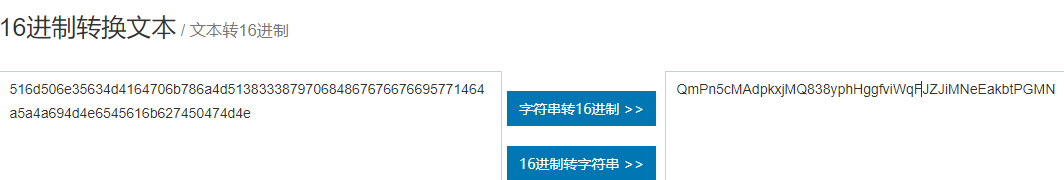 16进制转换文本 / 文本转16进制
516d506e35634d4164706b786a4d5138333879706848676766766957771464
a5a4a694d4e6545616b627450474d4e
字符串转16进制 >>
16进制转字符串 >>
QmPn5cMAdpkxjMQ838yphHggfviWqFJZJiMNeEakbtPGMN